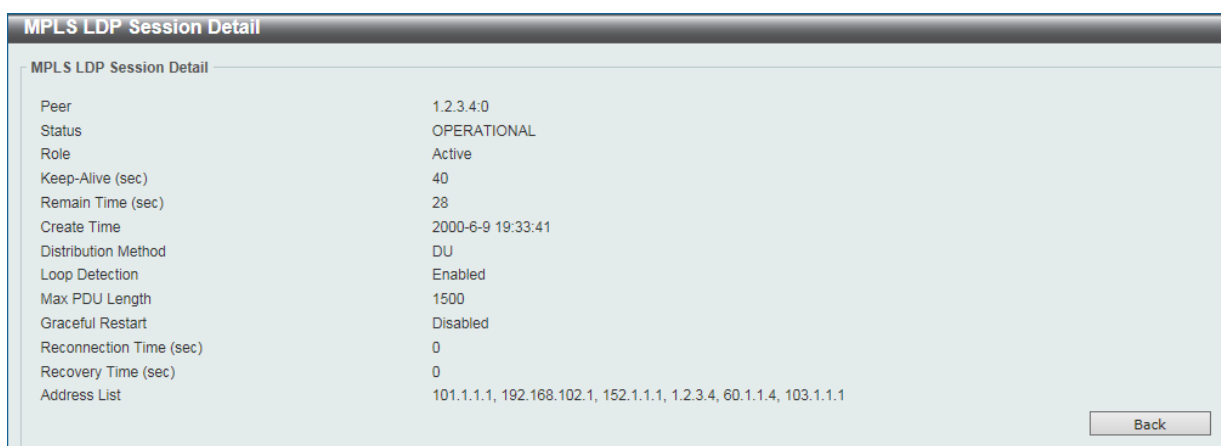 MPLS LDP Session Detail
MPLS LDP Session Detail
Peer 1.2.3.4:0
Status OPERATIONAL
Role Active
Keep-Alive (sec) 40
Remain Time (sec) 28
Create Time 2000-6-9 19:33:41
Distribution Method DU
Loop Detection Enabled
Max PDU Length 1500
Graceful Restart Disabled
Reconnection Time (sec) 0
Recovery Time (sec) 0
Address List 101.1.1.1, 192.168.102.1, 152.1.1.1, 1.2.3.4, 60.1.1.4, 103.1.1.1
Back